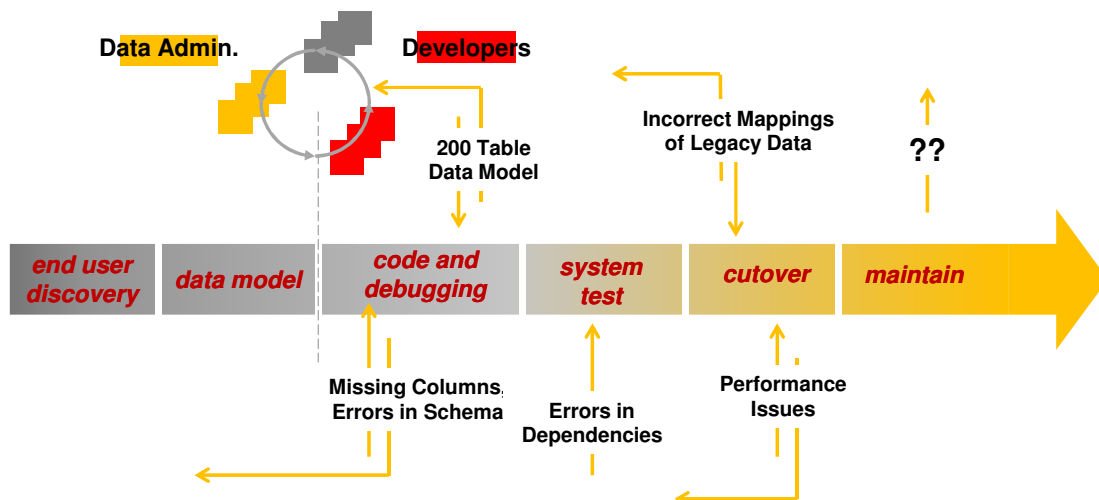 Data Admin.
Developers
200 Table
Data Model
Incorrect Mappings
of Legacy Data
??
end user
discovery
data model
code and
debugging
system
test
cutover
maintain
Missing Columns,
Errors in Schema
Errors in
Dependencies
Performance
Issues